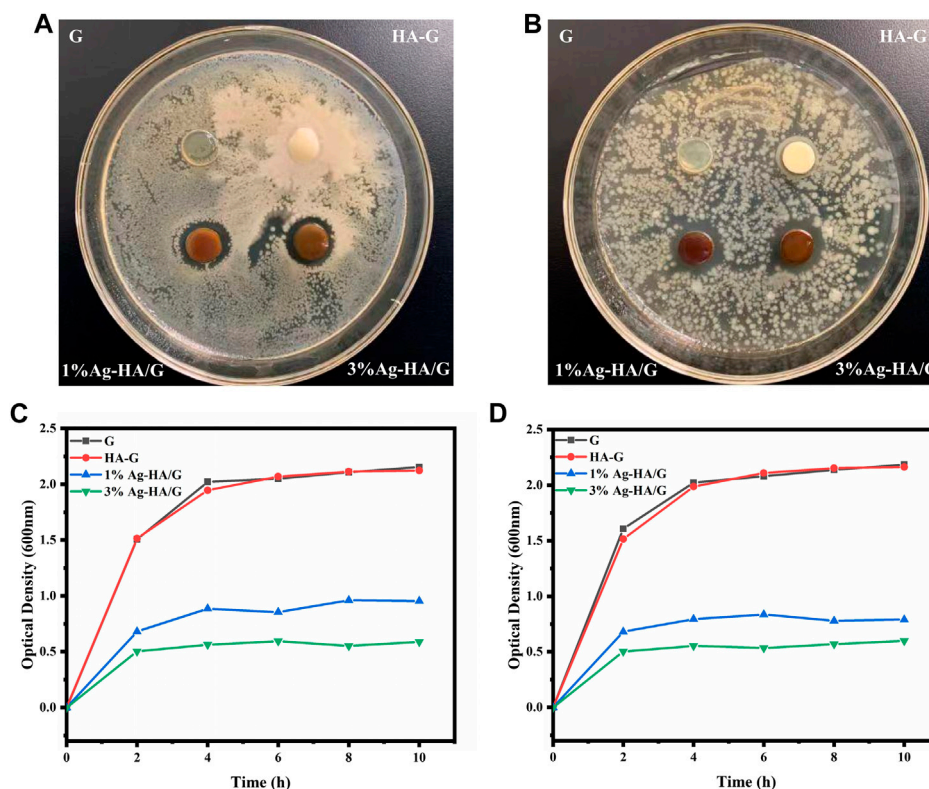 A
G
HA-G
1%Ag-HA/G
3%Ag-HA/G
B
G
HA-G
1%Ag-HA/G
3%Ag-HA/G
C
2.5
2.0
1.5
1.0
0.5
0.0
Optical Density (600nm)
G
HA-G
1% Ag-HA/G
3% Ag-HA/G
0 2 4 6 8 10
Time (h)
D
2.5
2.0
1.5
1.0
0.5
0.0
Optical Density (600nm)
G
HA-G
1% Ag-HA/G
3% Ag-HA/G
0 2 4 6 8 10
Time (h)